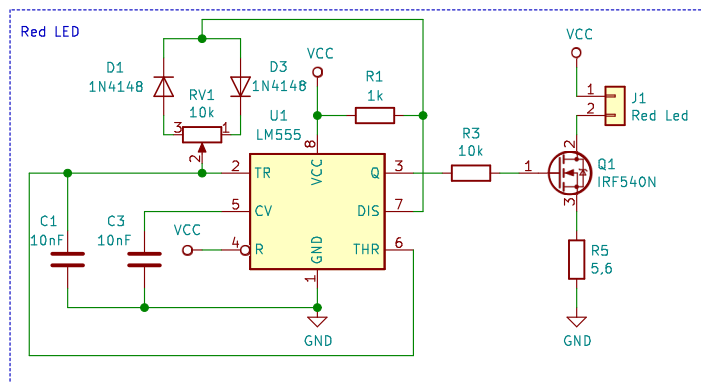 Red LED
D1
1N4148
D3
1N4148
RV1
10k
3
1
2
VCC
R1
1k
U1
LM555
8
VCC
2
TR
Q
3
5
CV
DIS
7
VCC
4
R
THR
6
GND
1
GND
C1
10nF
C3
10nF
R3
10k
VCC
1
2
J1
Red Led
2
1
3
Q1
IRF540N
R5
5,6
GND